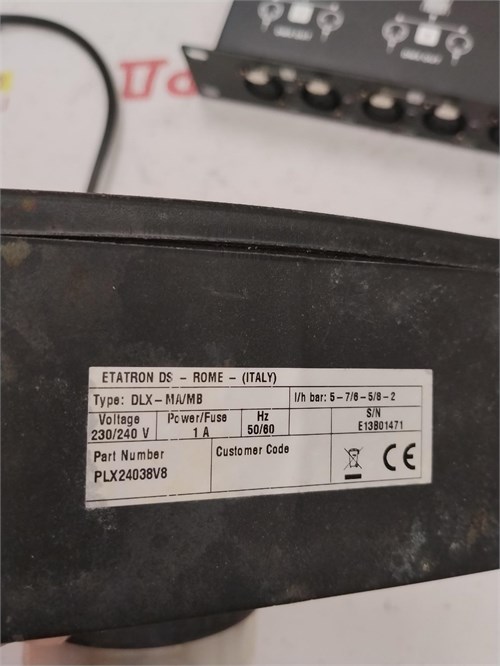 ETATRON DS - ROME - (ITALY)
Type: DLX-MA/MB
l/h bar: 5-7/6-5/8-2
Voltage
230/240 V
Power/Fuse
1 A
Hz
50/60
S/N
E13B01471
Part Number
PLX24038V8
Customer Code
CE